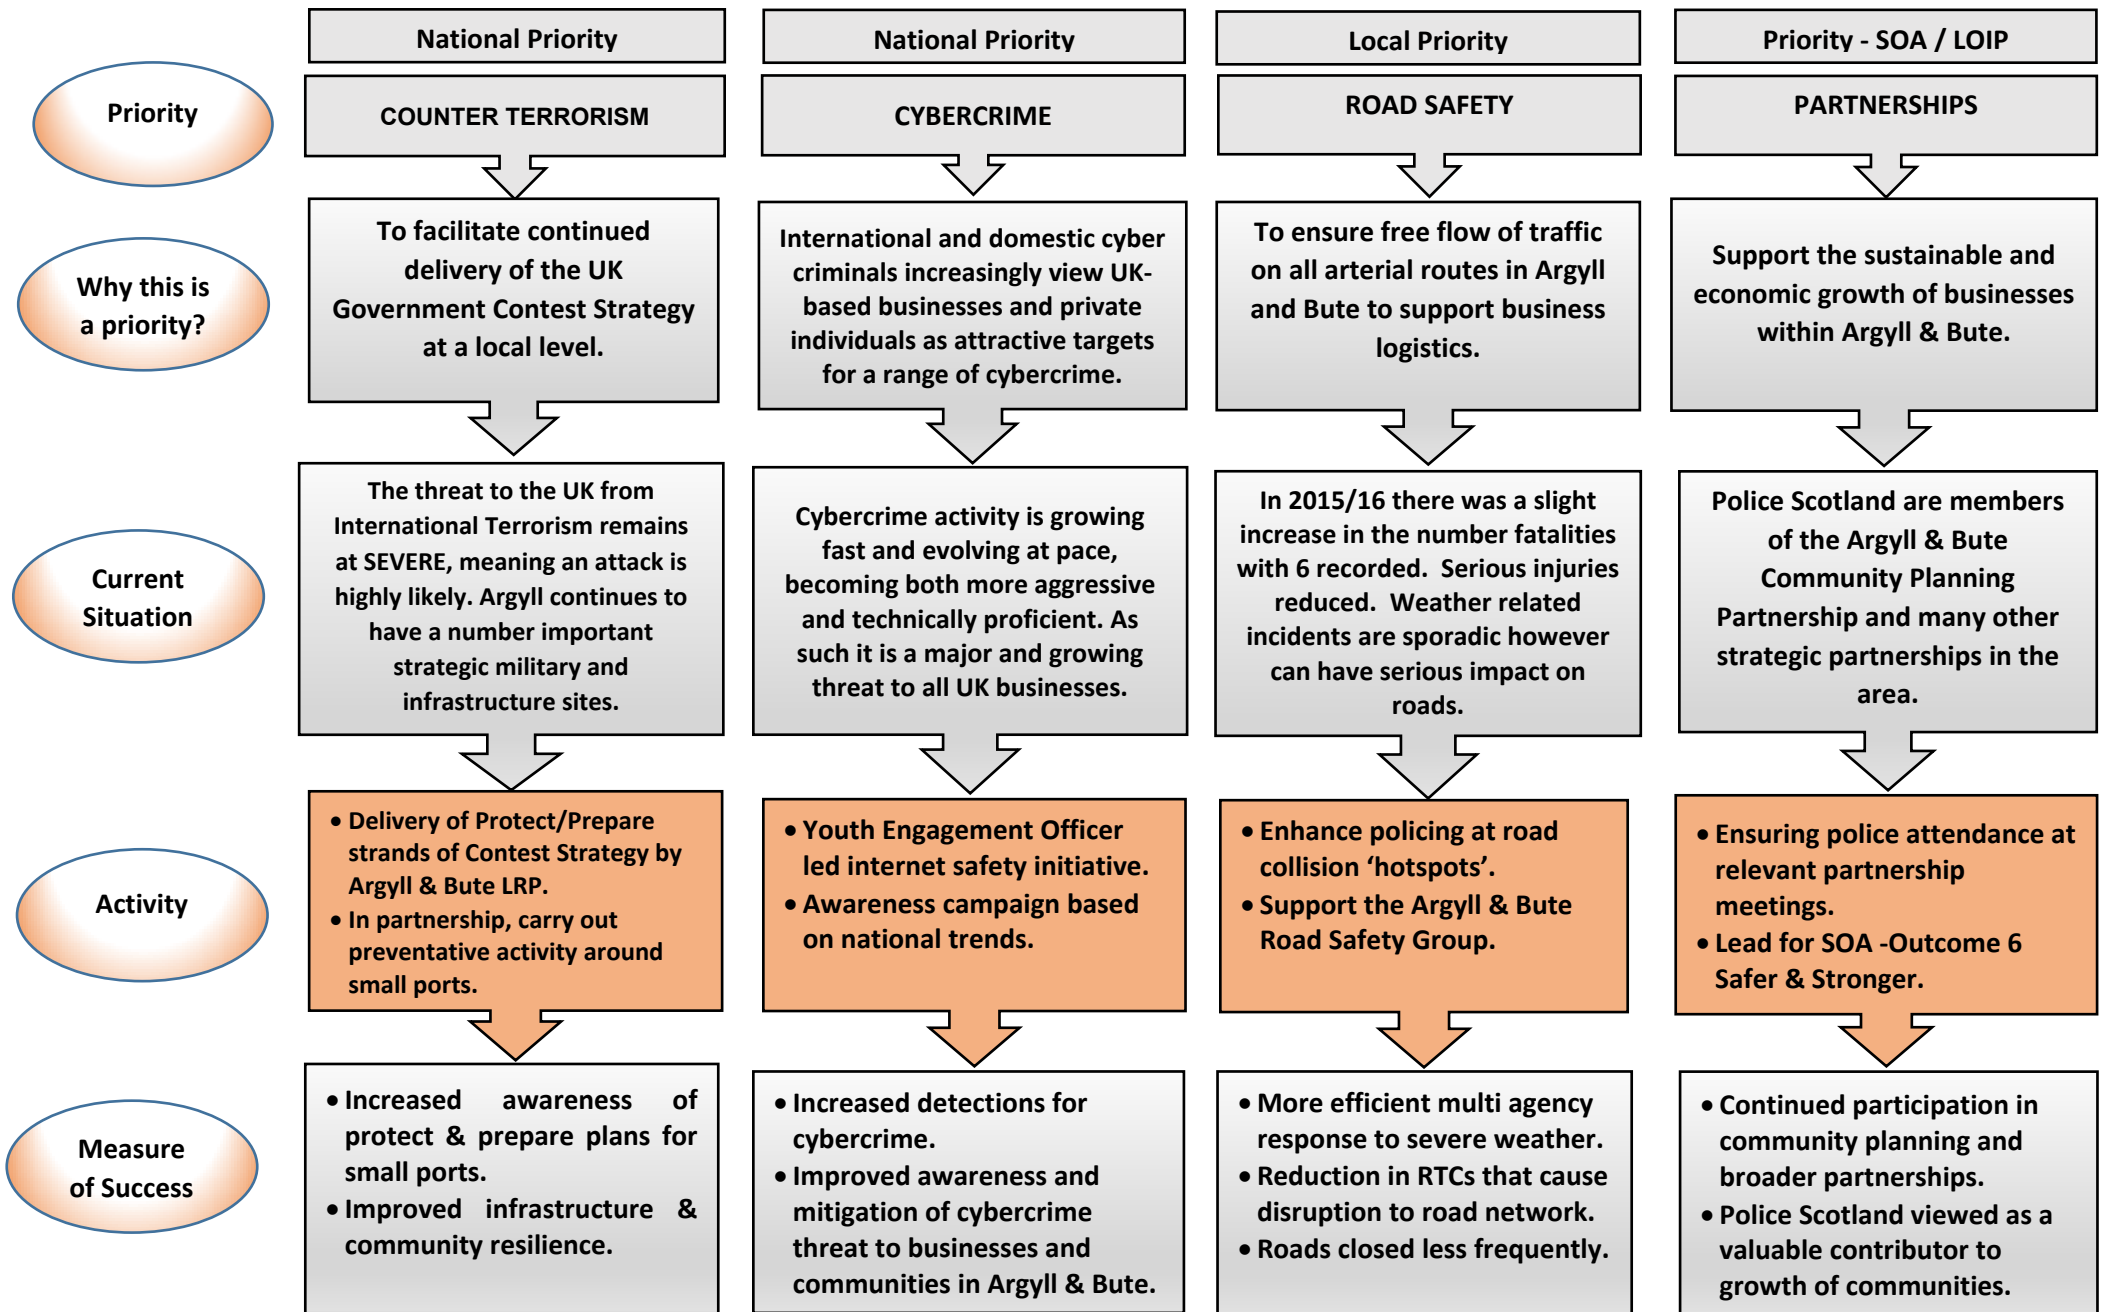 National Priority
National Priority
Local Priority
Priority - SOA / LOIP
Priority
COUNTER TERRORISM
CYBERCRIME
ROAD SAFETY
PARTNERSHIPS
Why this is
a priority?
To facilitate continued
delivery of the UK
Government Contest Strategy
at a local level.
International and domestic cyber
criminals increasingly view UK-
based businesses and private
individuals as attractive targets
for a range of cybercrime.
To ensure free flow of traffic
on all arterial routes in Argyll
and Bute to support business
logistics.
Support the sustainable and
economic growth of businesses
within Argyll & Bute.
Current
Situation
The threat to the UK from
International Terrorism remains
at SEVERE, meaning an attack is
highly likely. Argyll continues to
have a number important
strategic military and
infrastructure sites.
Cybercrime activity is growing
fast and evolving at pace,
becoming both more aggressive
and technically proficient. As
such it is a major and growing
threat to all UK businesses.
In 2015/16 there was a slight
increase in the number fatalities
with 6 recorded. Serious injuries
reduced. Weather related
incidents are sporadic however
can have serious impact on
roads.
Police Scotland are members
of the Argyll & Bute
Community Planning
Partnership and many other
strategic partnerships in the
area.
Activity
• Delivery of Protect/Prepare
strands of Contest Strategy by
Argyll & Bute LRP.
• In partnership, carry out
preventative activity around
small ports.
• Youth Engagement Officer
led internet safety initiative.
• Awareness campaign based
on national trends.
• Enhance policing at road
collision ‘hotspots’.
• Support the Argyll & Bute
Road Safety Group.
• Ensuring police attendance at
relevant partnership
meetings.
• Lead for SOA -Outcome 6
Safer & Stronger.
Measure
of Success
• Increased awareness of
protect & prepare plans for
small ports.
• Improved infrastructure &
community resilience.
• Increased detections for
cybercrime.
• Improved awareness and
mitigation of cybercrime
threat to businesses and
communities in Argyll & Bute.
• More efficient multi agency
response to severe weather.
• Reduction in RTCs that cause
disruption to road network.
• Roads closed less frequently.
• Continued participation in
community planning and
broader partnerships.
• Police Scotland viewed as a
valuable contributor to
growth of communities.